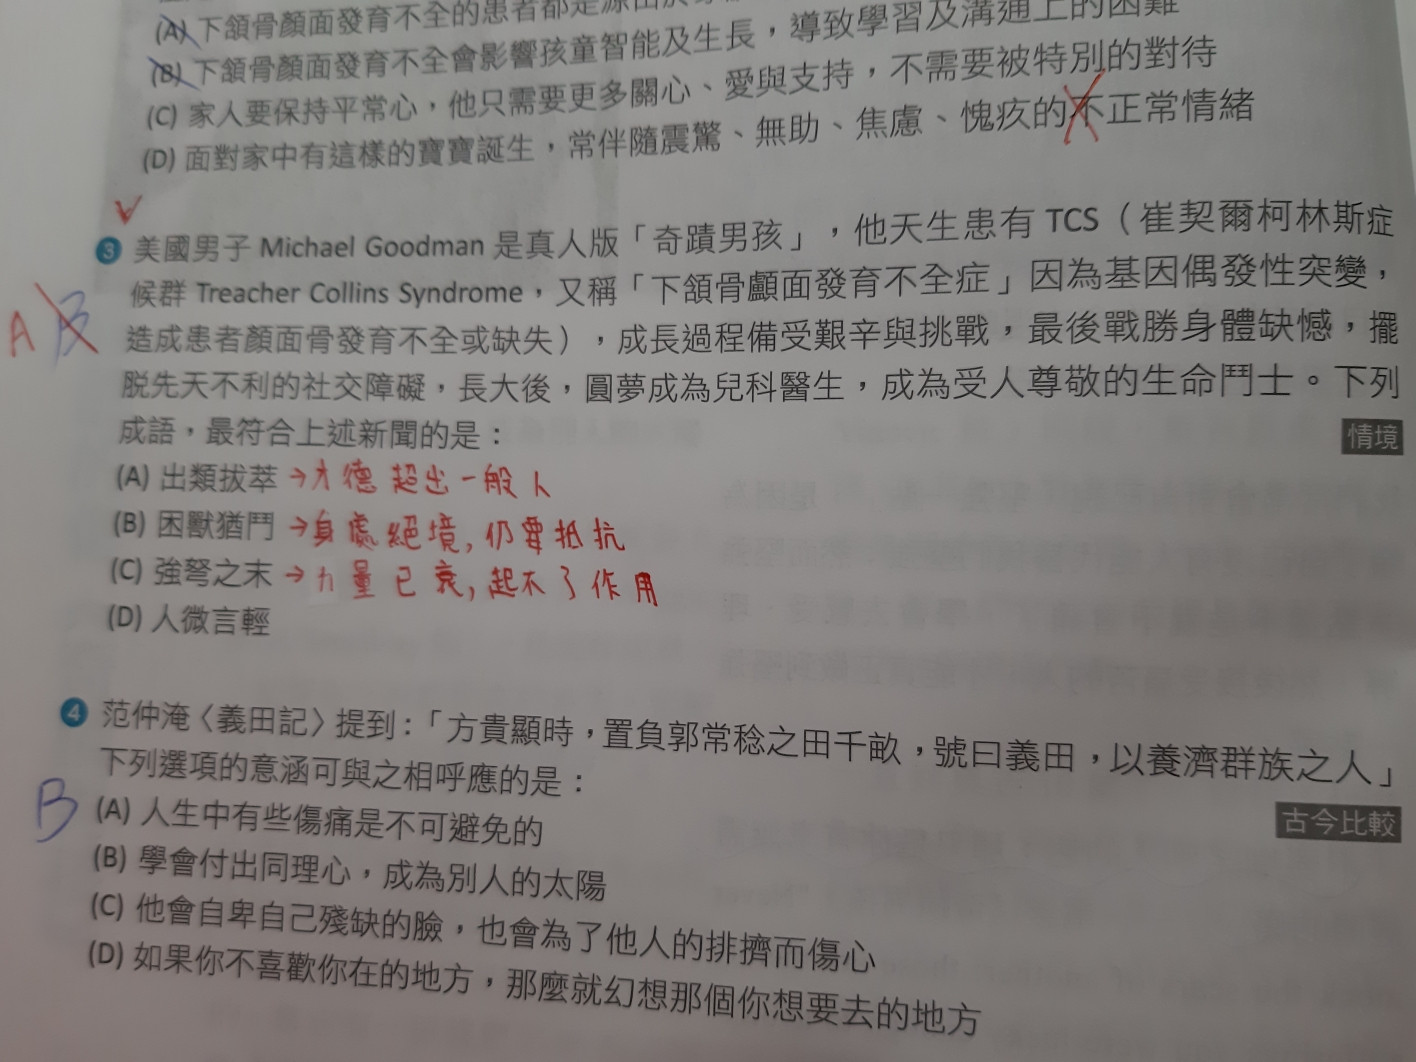 (A) 下頷骨顏面發育不全的患者都是源出於
(B) 下頷骨顏面發育不全會影響孩童智能及生長，導致學習及溝通上的困難
(C) 家人要保持平常心，他只需要更多關心、愛與支持，不需要被特別的對待
(D) 面對家中有這樣的寶寶誕生，常伴隨震驚、無助、焦慮、愧疚的不正常情緒
A B
3 美國男子 Michael Goodman 是真人版「奇蹟男孩」，他天生患有 TCS（崔契爾柯林斯症
候群 Treacher Collins Syndrome，又稱「下頷骨顱面發育不全症」因為基因偶發性突變，
造成患者顏面骨發育不全或缺失），成長過程備受艱辛與挑戰，最後戰勝身體缺憾，擺
脫先天不利的社交障礙，長大後，圓夢成為兒科醫生，成為受人尊敬的生命鬥士。下列
成語，最符合上述新聞的是：
情境
(A) 出類拔萃 →才德超出一般人
(B) 困獸猶鬥 →身處絕境,仍要抵抗
(C) 強弩之末 →力量已衰,起不了作用
(D) 人微言輕
4 范仲淹〈義田記〉提到：「方貴顯時，置負郭常稔之田千畝，號曰義田，以養濟群族之人」
下列選項的意涵可與之相呼應的是：
古今比較
B
(A) 人生中有些傷痛是不可避免的
(B) 學會付出同理心，成為別人的太陽
(C) 他會自卑自己殘缺的臉，也會為了他人的排擠而傷心
(D) 如果你不喜歡你在的地方，那麼就幻想那個你想要去的地方